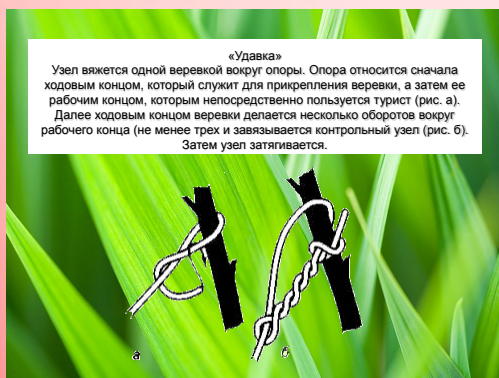 «Удавка»
Узел вяжется одной веревкой вокруг опоры. Опора относится сначала
ходовым концом, который служит для прикрепления веревки, а затем ее
рабочим концом, которым непосредственно пользуется турист (рис. а).
Далее ходовым концом веревки делается несколько оборотов вокруг
рабочего конца (не менее трех и завязывается контрольный узел (рис. б).
Затем узел затягивается.
а
б